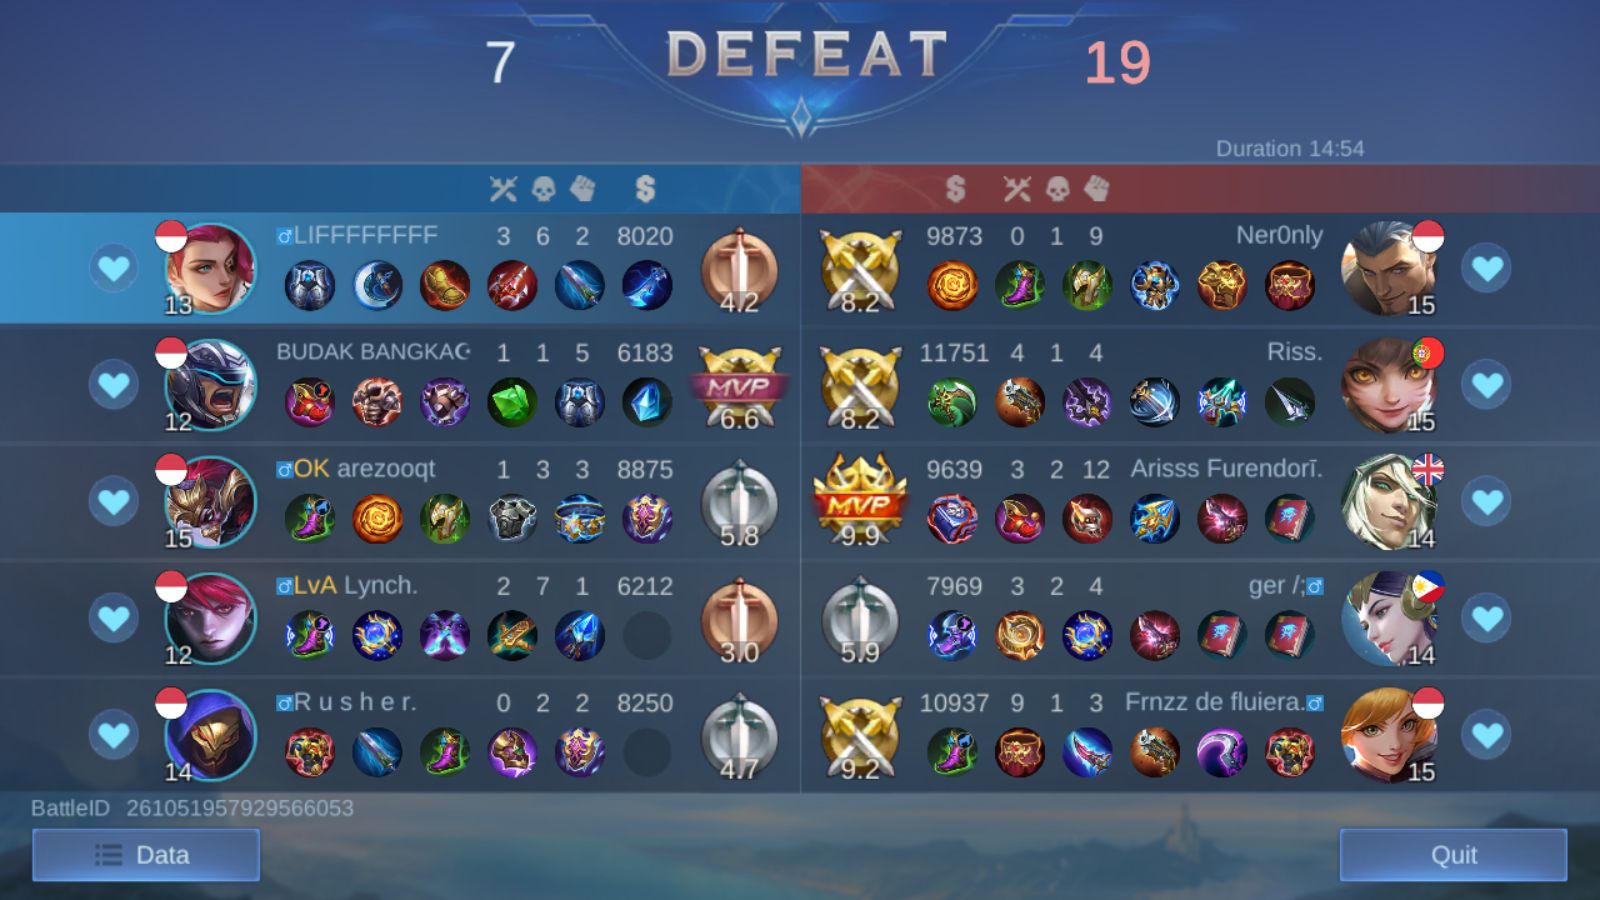 7 DEFEAT 19
Duration 14:54
13 ♂LIFFFFFFFF 3 6 2 8020 4.2
8.2 9873 0 1 9 Ner0nly 15
12 BUDAK BANGKA☪ 1 1 5 6183 MVP 6.6
8.2 11751 4 1 4 Riss. 15
15 ♂OK arezooqt 1 3 3 8875 5.8
MVP 9.9 9639 3 2 12 Arisss Furendorī. 14
12 ♂LvA Lynch. 2 7 1 6212 3.0
5.9 7969 3 2 4 ger /;♂ 14
14 ♂R u s h e r. 0 2 2 8250 4.7
9.2 10937 9 1 3 Frnzz de fluiera.♂ 15
BattleID 261051957929566053
Data
Quit